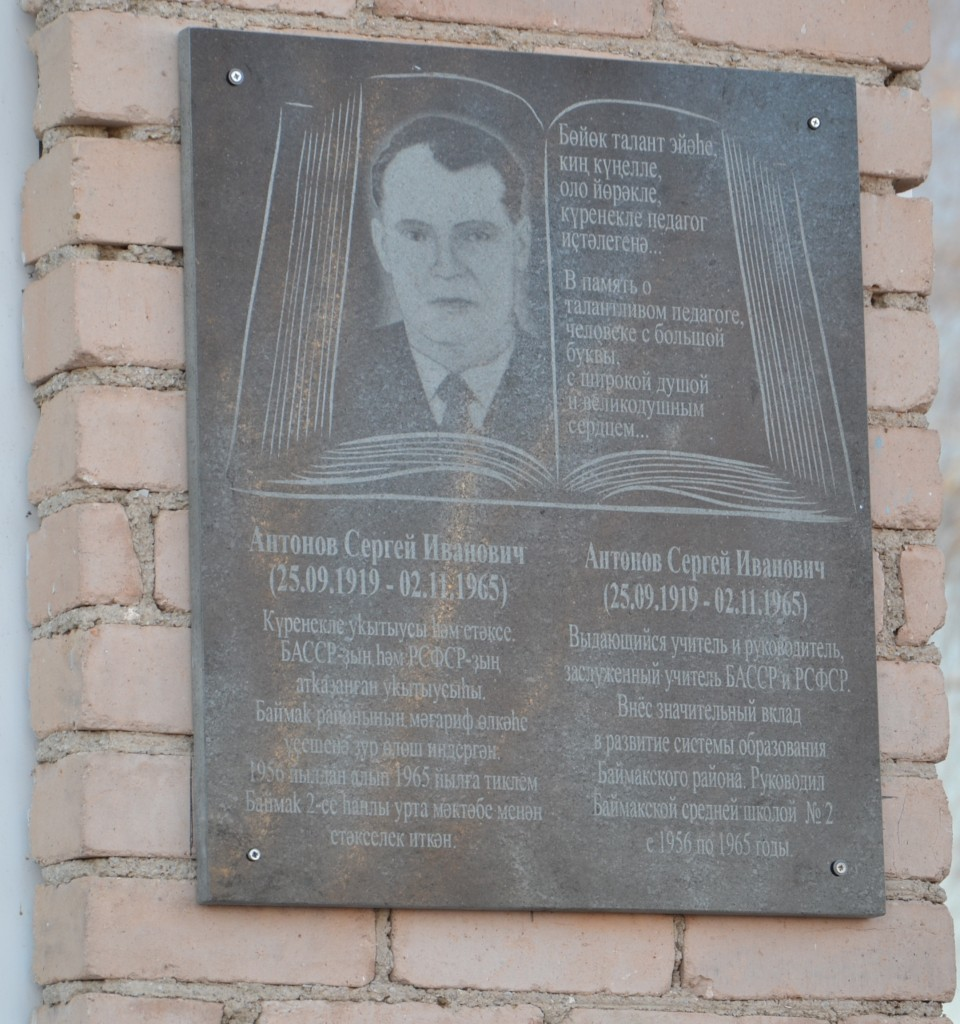 Бөйөк талант эйәһе,
киң күңелле,
оло йөрәкле,
күренекле педагог
иҫтәлегенә...
В память о
талантливом педагоге,
человеке с большой
буквы,
с широкой душой
и великодушным
сердцем...
Антонов Сергей Иванович
(25.09.1919 - 02.11.1965)
Күренекле уҡытыусы һәм етәксе.
БАССР-ҙың һәм РСФСР-ҙың
атҡаҙанған уҡытыусыһы.
Баймаҡ районының мәғариф өлкәһе
үҫешенә ҙур өлөш индергән.
1956 йылдан алып 1965 йылға тиклем
Баймаҡ 2-се һанлы урта мәктәбе менән
етәкселек иткән.
Антонов Сергей Иванович
(25.09.1919 - 02.11.1965)
Выдающийся учитель и руководитель,
заслуженный учитель БАССР и РСФСР.
Внёс значительный вклад
в развитие системы образования
Баймакского района. Руководил
Баймакской средней школой № 2
с 1956 по 1965 годы.